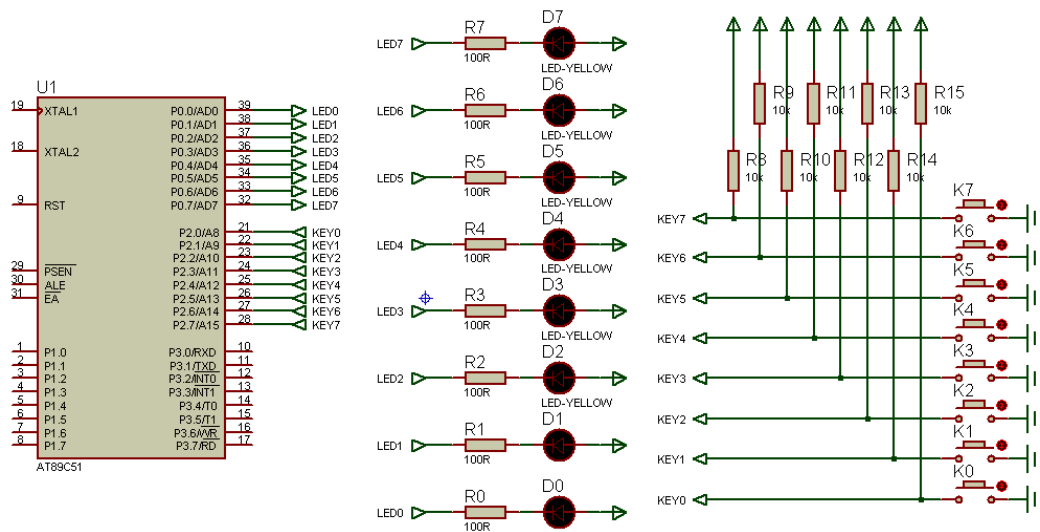 U1
19 XTAL1
18 XTAL2
9 RST
29 PSEN
30 ALE
31 EA
1 P1.0
2 P1.1
3 P1.2
4 P1.3
5 P1.4
6 P1.5
7 P1.6
8 P1.7
P0.0/AD0 39 LED0
P0.1/AD1 38 LED1
P0.2/AD2 37 LED2
P0.3/AD3 36 LED3
P0.4/AD4 35 LED4
P0.5/AD5 34 LED5
P0.6/AD6 33 LED6
P0.7/AD7 32 LED7
P2.0/A8 21 KEY0
P2.1/A9 22 KEY1
P2.2/A10 23 KEY2
P2.3/A11 24 KEY3
P2.4/A12 25 KEY4
P2.5/A13 26 KEY5
P2.6/A14 27 KEY6
P2.7/A15 28 KEY7
P3.0/RXD 10
P3.1/TXD 11
P3.2/INT0 12
P3.3/INT1 13
P3.4/T0 14
P3.5/T1 15
P3.6/WR 16
P3.7/RD 17
AT89C51
R7 D7
LED7
100R LED-YELLOW
R6 D6
LED6
100R LED-YELLOW
R5 D5
LED5
100R LED-YELLOW
R4 D4
LED4
100R LED-YELLOW
R3 D3
LED3
100R LED-YELLOW
R2 D2
LED2
100R LED-YELLOW
R1 D1
LED1
100R LED-YELLOW
R0 D0
LED0
100R LED-YELLOW
R9 R11 R13 R15
10k 10k 10k 10k
R8 R10 R12 R14
10k 10k 10k 10k
K7
KEY7
K6
KEY6
K5
KEY5
K4
KEY4
K3
KEY3
K2
KEY2
K1
KEY1
K0
KEY0